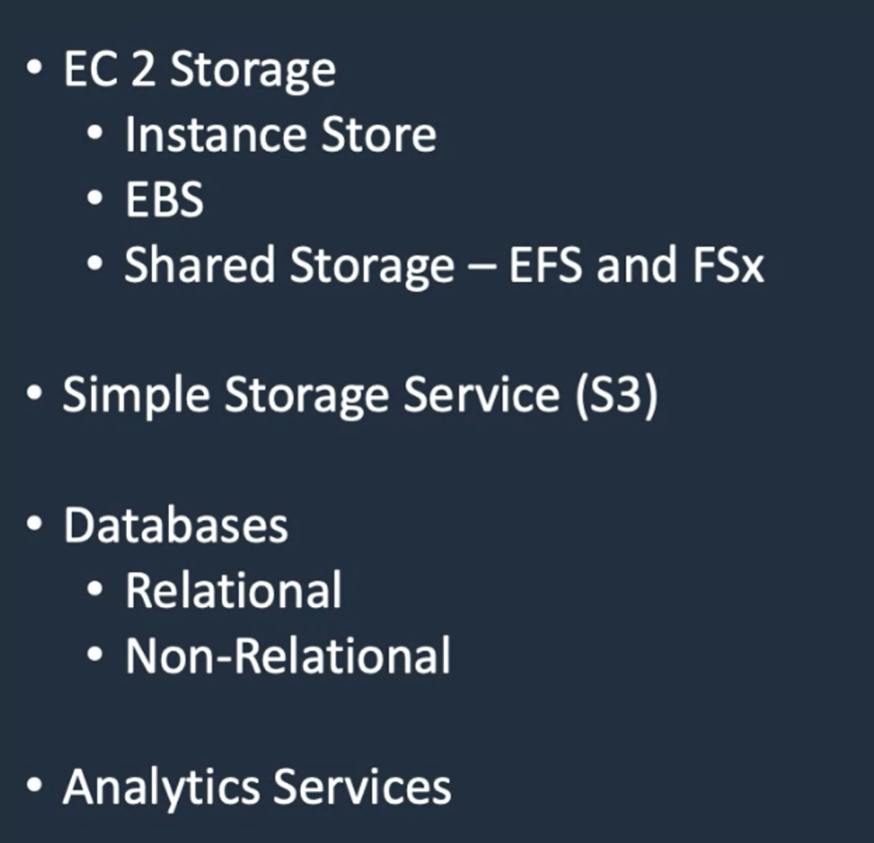 • EC 2 Storage
• Instance Store
• EBS
• Shared Storage – EFS and FSx
• Simple Storage Service (S3)
• Databases
• Relational
• Non-Relational
• Analytics Services